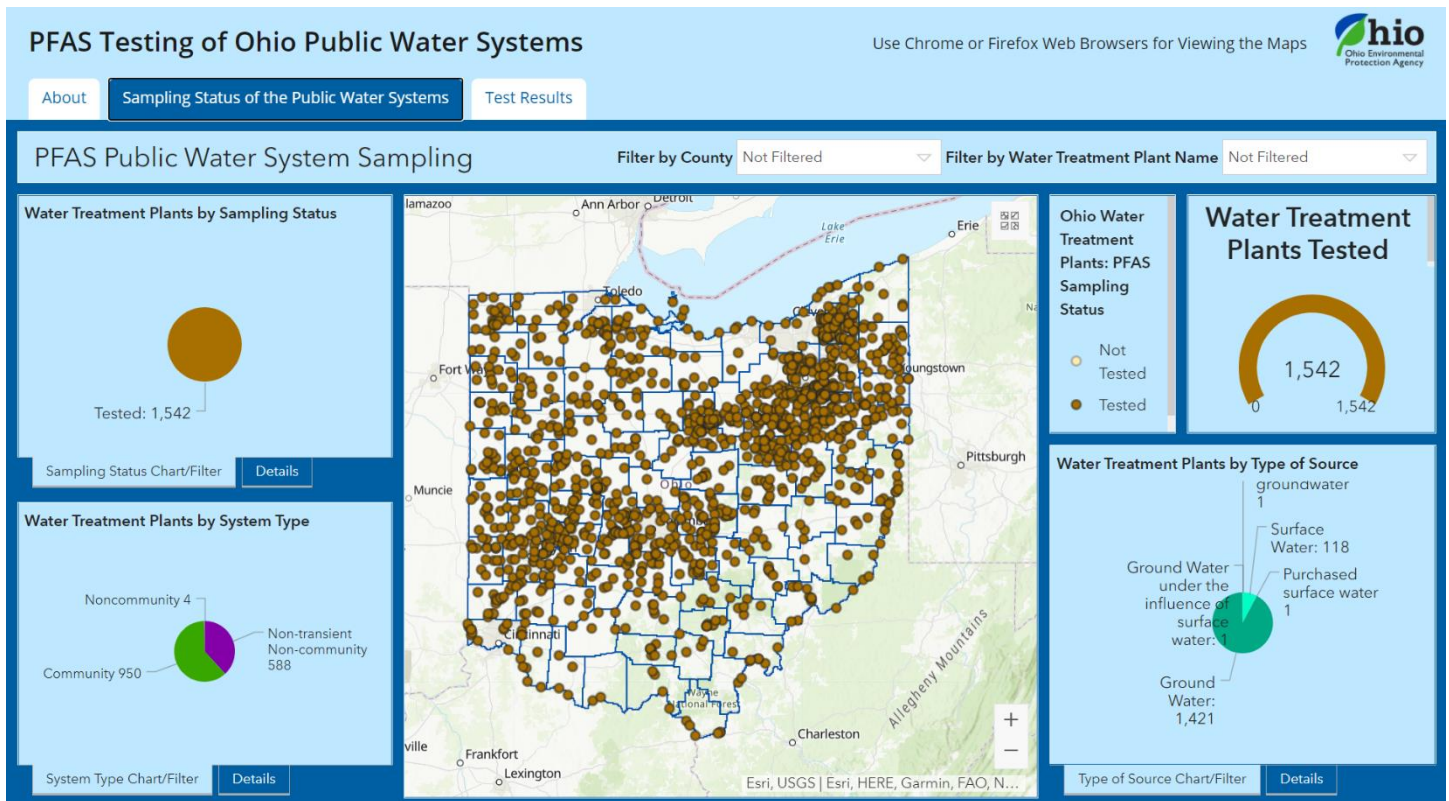 PFAS Testing of Ohio Public Water Systems
Use Chrome or Firefox Web Browsers for Viewing the Maps
Ohio
Ohio Environmental
Protection Agency
About
Sampling Status of the Public Water Systems
Test Results
PFAS Public Water System Sampling
Filter by County Not Filtered
Filter by Water Treatment Plant Name Not Filtered
Water Treatment Plants by Sampling Status
Tested: 1,542
Sampling Status Chart/Filter
Details
Water Treatment Plants by System Type
Noncommunity 4
Non-transient
Non-community
588
Community 950
System Type Chart/Filter
Details
lamazoo
Ann Arbor
Detroit
Lake
Erie
Erie
Toledo
Fort
Youngstown
Pittsburgh
Muncie
Ohio
Cincinnati
Wayne
National Forest
Allegheny Mountains
Charleston
ville
Frankfort
Lexington
+
−
Esri, USGS | Esri, HERE, Garmin, FAO, N...
Ohio Water
Treatment
Plants: PFAS
Sampling
Status
Not
Tested
Tested
Water Treatment
Plants Tested
1,542
0
1,542
Water Treatment Plants by Type of Source
groundwater
1
Surface
Water: 118
Purchased
surface water
1
Ground Water
under the
influence of
surface
water: 1
Ground
Water:
1,421
Type of Source Chart/Filter
Details